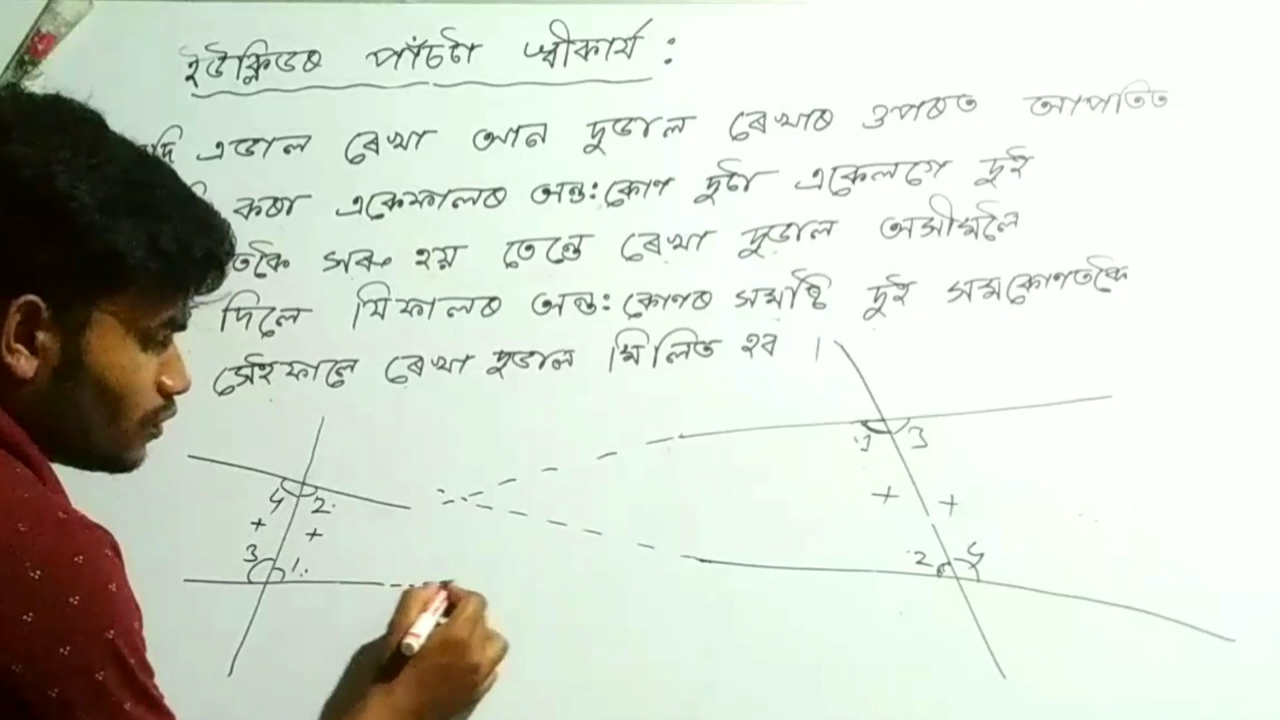 ইউক্লিডৰ পাঁচটা স্বীকাৰ্য :
এডাল ৰেখা আন দুডাল ৰেখাৰ ওপৰত আপতিত
কৰা একেফালৰ অন্তঃকোণ দুটা একেলগে দুই
সৰু হয় তেন্তে ৰেখা দুডাল অসীমলৈ
দিলে যিফালৰ অন্তঃকোণৰ সমষ্টি দুই সমকোণতকৈ
সেইফালে ৰেখা দুডাল মিলিত হব ।
1 3
4 2
+ +
+ +
3 1
2 4